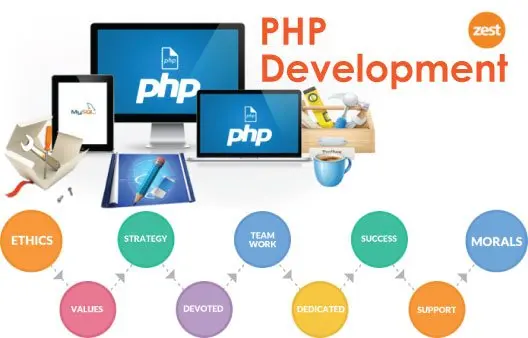 PHP
Development
zest
php
MySQL
php
ETHICS
VALUES
STRATEGY
DEVOTED
TEAM
WORK
DEDICATED
SUCCESS
SUPPORT
MORALS